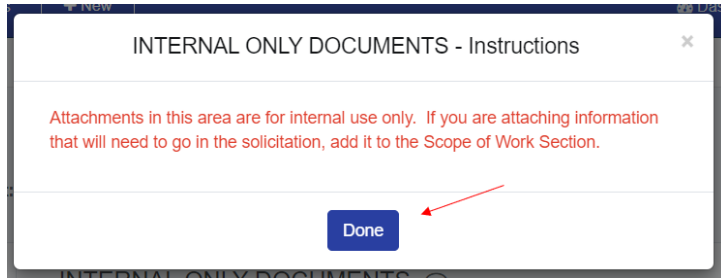 + New
INTERNAL ONLY DOCUMENTS - Instructions
×
Attachments in this area are for internal use only.  If you are attaching information
that will need to go in the solicitation, add it to the Scope of Work Section.
Done
INTERNAL ONLY DOCUMENTS